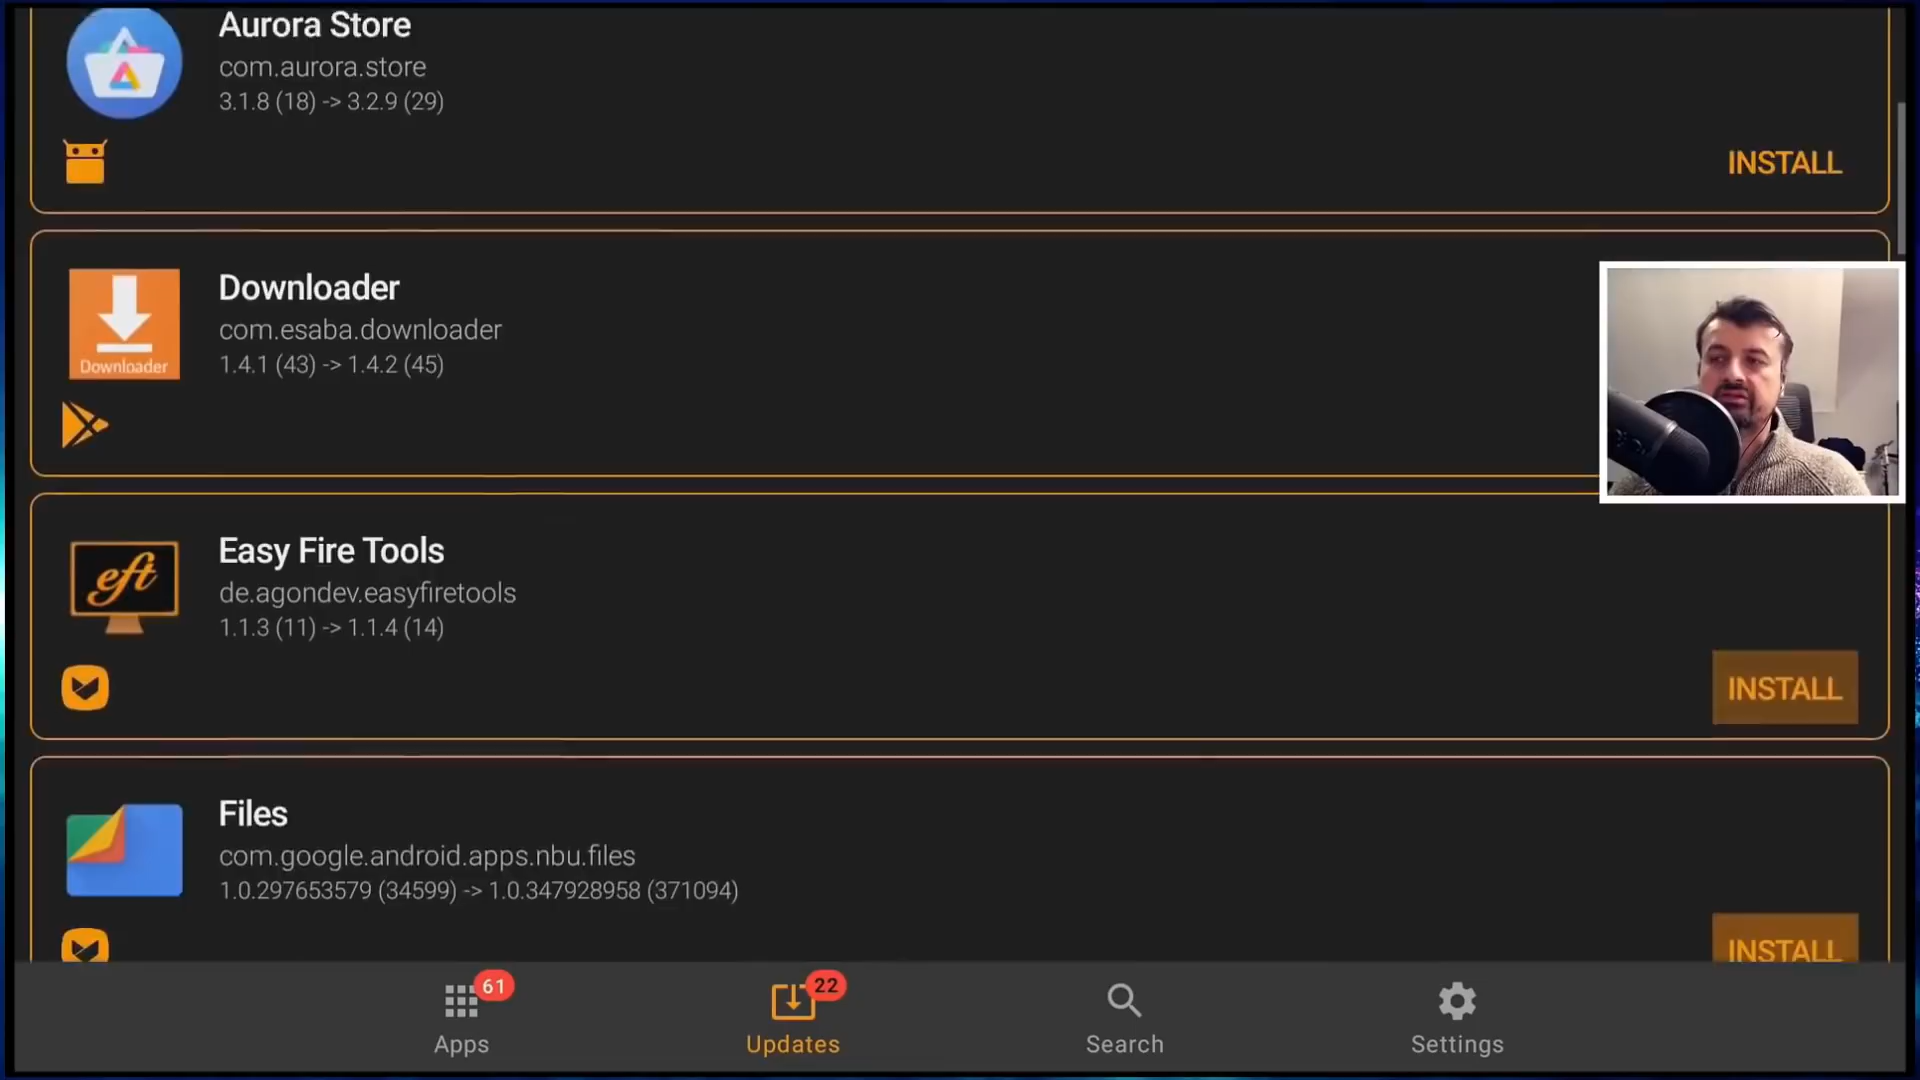 Aurora Store
com.aurora.store
3.1.8 (18) -> 3.2.9 (29)
INSTALL
Downloader
Downloader
com.esaba.downloader
1.4.1 (43) -> 1.4.2 (45)
eft
Easy Fire Tools
de.agondev.easyfiretools
1.1.3 (11) -> 1.1.4 (14)
INSTALL
Files
com.google.android.apps.nbu.files
1.0.297653579 (34599) -> 1.0.347928958 (371094)
INSTALL
61
22
Apps
Updates
Search
Settings